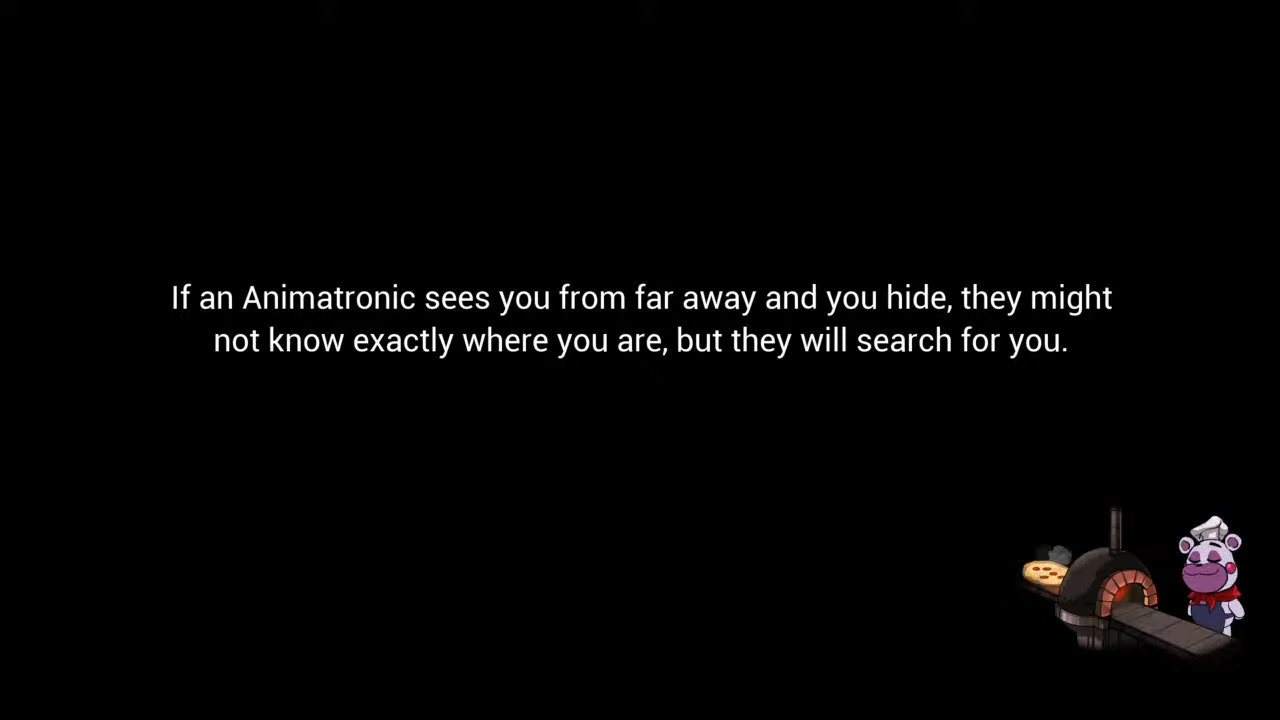 If an Animatronic sees you from far away and you hide, they might
not know exactly where you are, but they will search for you.